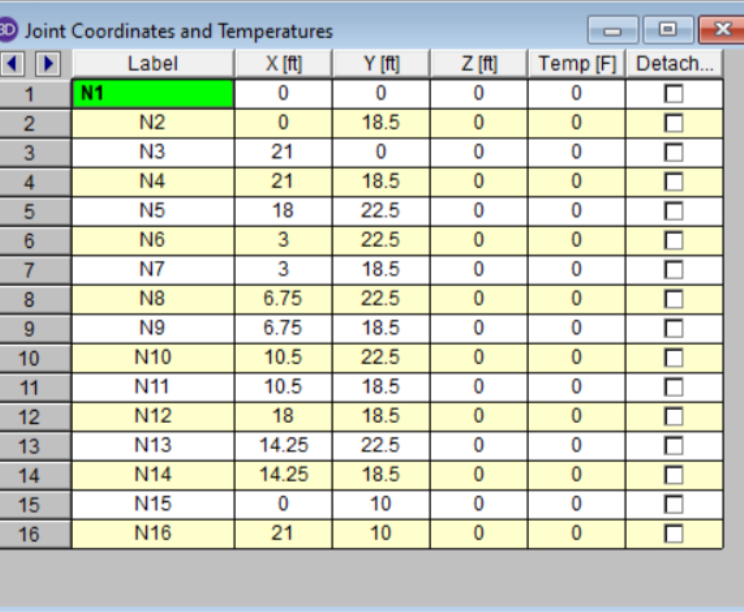 3D Joint Coordinates and Temperatures
Label X [ft] Y [ft] Z [ft] Temp [F] Detach...
1 N1 0 0 0 0
2 N2 0 18.5 0 0
3 N3 21 0 0 0
4 N4 21 18.5 0 0
5 N5 18 22.5 0 0
6 N6 3 22.5 0 0
7 N7 3 18.5 0 0
8 N8 6.75 22.5 0 0
9 N9 6.75 18.5 0 0
10 N10 10.5 22.5 0 0
11 N11 10.5 18.5 0 0
12 N12 18 18.5 0 0
13 N13 14.25 22.5 0 0
14 N14 14.25 18.5 0 0
15 N15 0 10 0 0
16 N16 21 10 0 0